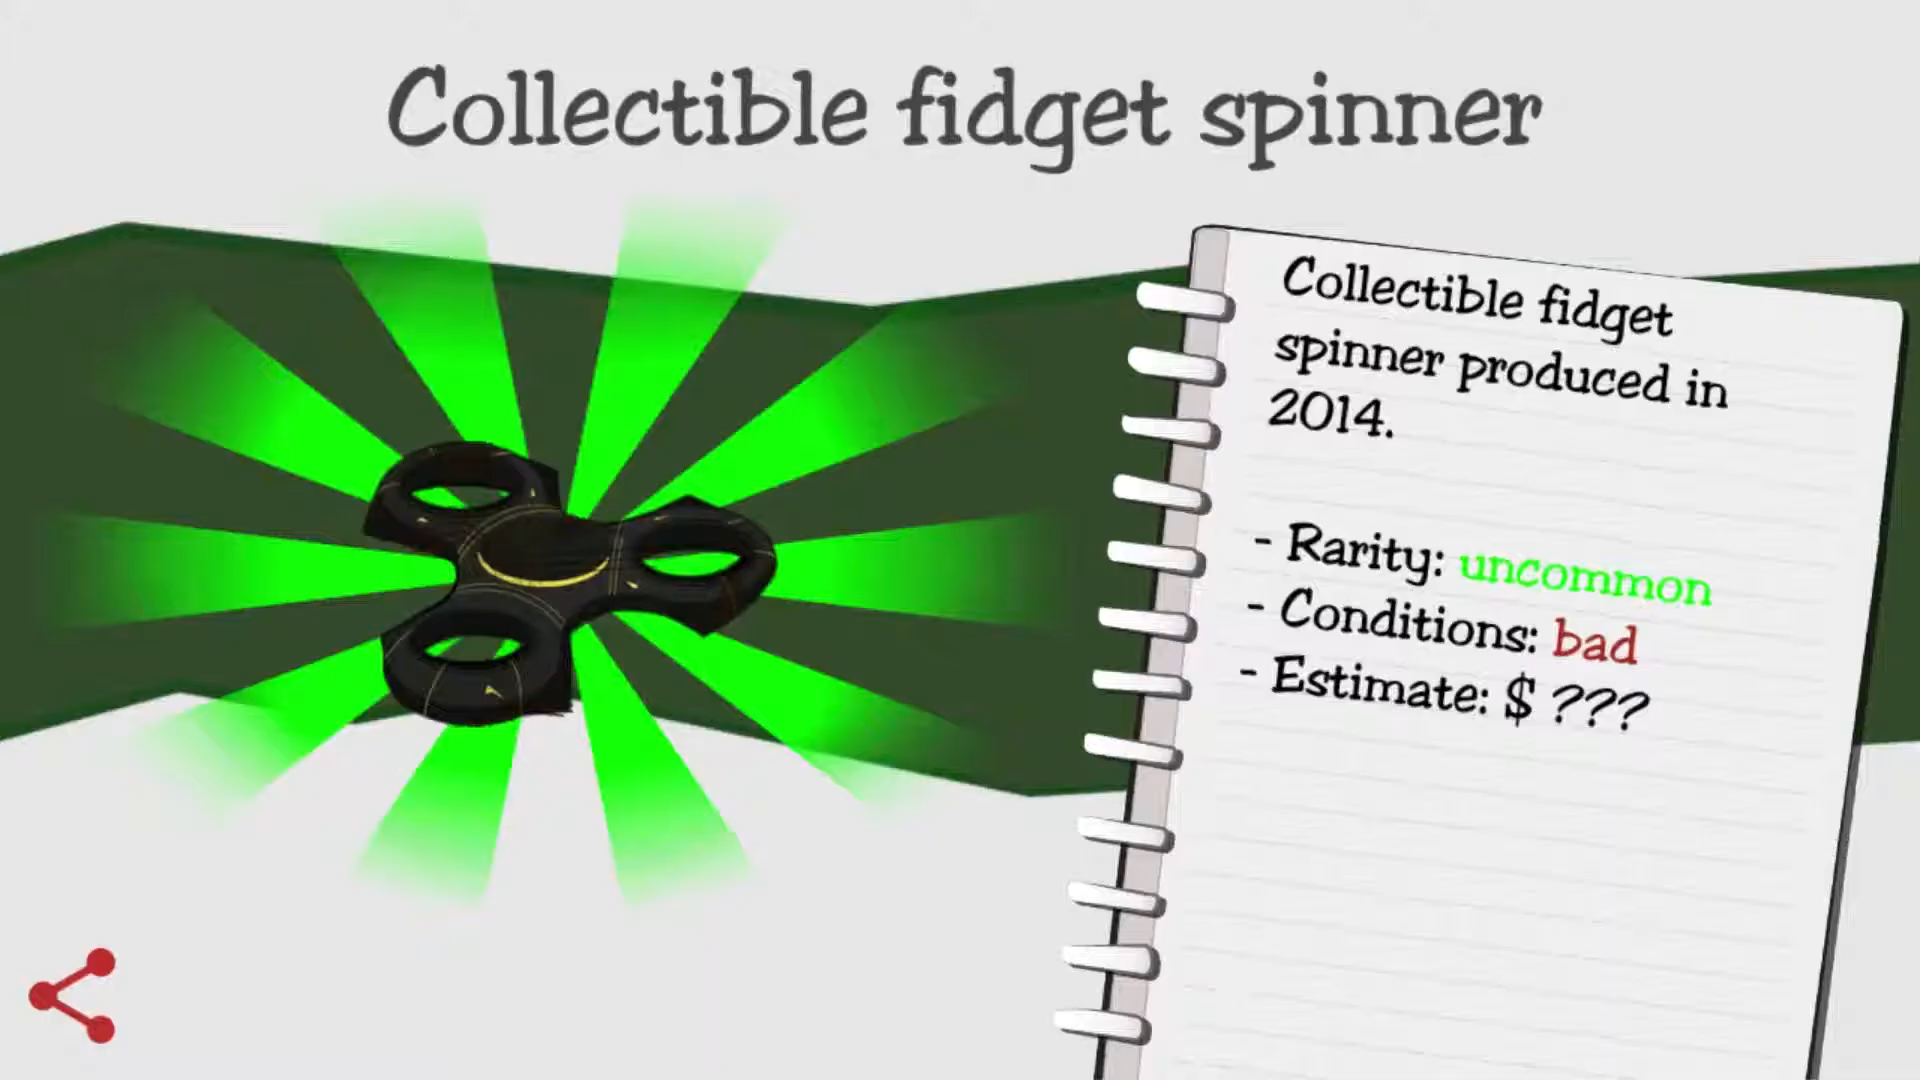 Collectible fidget spinner
Collectible fidget
spinner produced in
2014.
- Rarity: uncommon
- Conditions: bad
- Estimate: $ ???